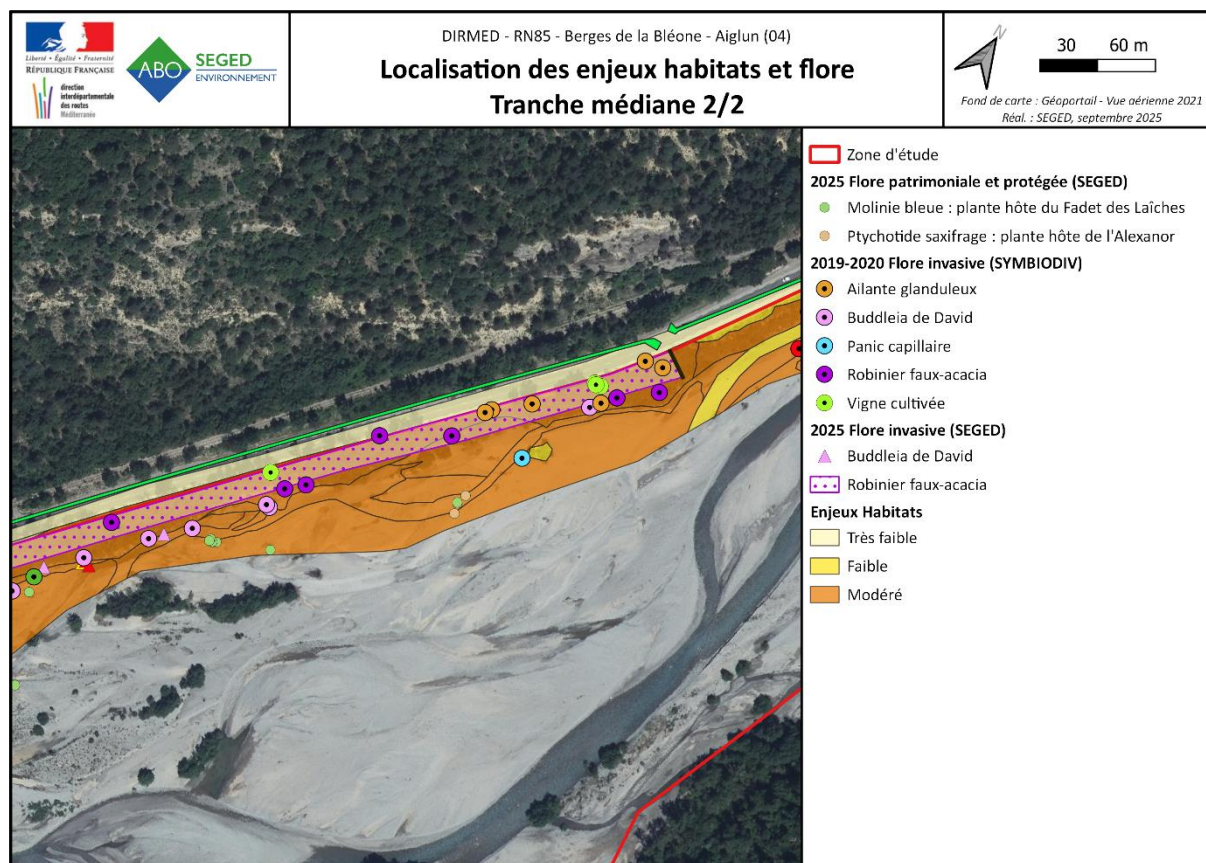 Liberté • Égalité • Fraternité
RÉPUBLIQUE FRANÇAISE
direction
interdépartementale
des routes
Méditerranée
ABO
SEGED
ENVIRONNEMENT
DIRMED - RN85 - Berges de la Bléone - Aiglun (04)
Localisation des enjeux habitats et flore
Tranche médiane 2/2
30 60 m
Fond de carte : Géoportail - Vue aérienne 2021
Réal. : SEGED, septembre 2025
Zone d'étude
2025 Flore patrimoniale et protégée (SEGED)
Molinie bleue : plante hôte du Fadet des Laîches
Ptychotide saxifrage : plante hôte de l'Alexanor
2019-2020 Flore invasive (SYMBIODIV)
Ailante glanduleux
Buddleia de David
Panic capillaire
Robinier faux-acacia
Vigne cultivée
2025 Flore invasive (SEGED)
Buddleia de David
Robinier faux-acacia
Enjeux Habitats
Très faible
Faible
Modéré